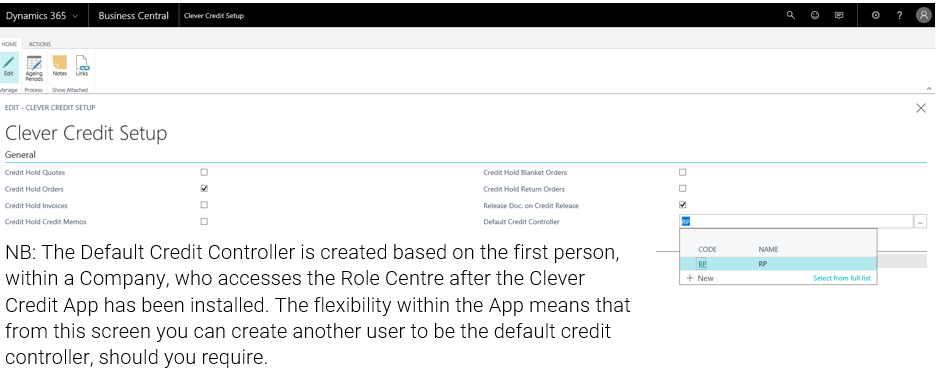 Dynamics 365 Business Central Clever Credit Setup ?
HOME ACTIONS
Edit Ageing Periods Notes Links
Manage Process Show Attached
EDIT - CLEVER CREDIT SETUP
Clever Credit Setup
General
Credit Hold Quotes Credit Hold Blanket Orders
Credit Hold Orders Credit Hold Return Orders
Credit Hold Invoices Release Doc. on Credit Release
Credit Hold Credit Memos Default Credit Controller RP ...
CODE NAME
RP RP
+ New Select from full list
NB: The Default Credit Controller is created based on the first person,
within a Company, who accesses the Role Centre after the Clever
Credit App has been installed. The flexibility within the App means that
from this screen you can create another user to be the default credit
controller, should you require.